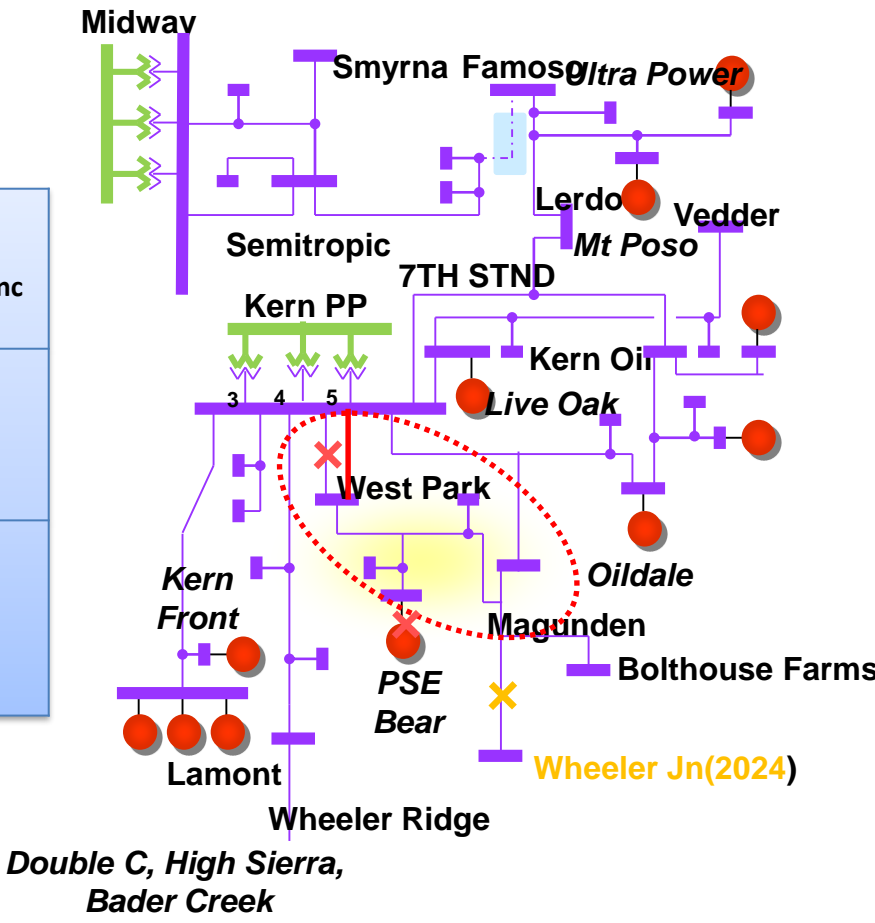 Midway
Smyrna
Famoso
Ultra Power
Lerdo
Vedder
Semitropic
Mt Poso
nc
7TH STND
Kern PP
Kern Oil
3
4
5
Live Oak
West Park
Kern
Front
Oildale
Magunden
Bolthouse Farms
PSE
Bear
Lamont
Wheeler Jn(2024)
Wheeler Ridge
Double C, High Sierra,
Bader Creek